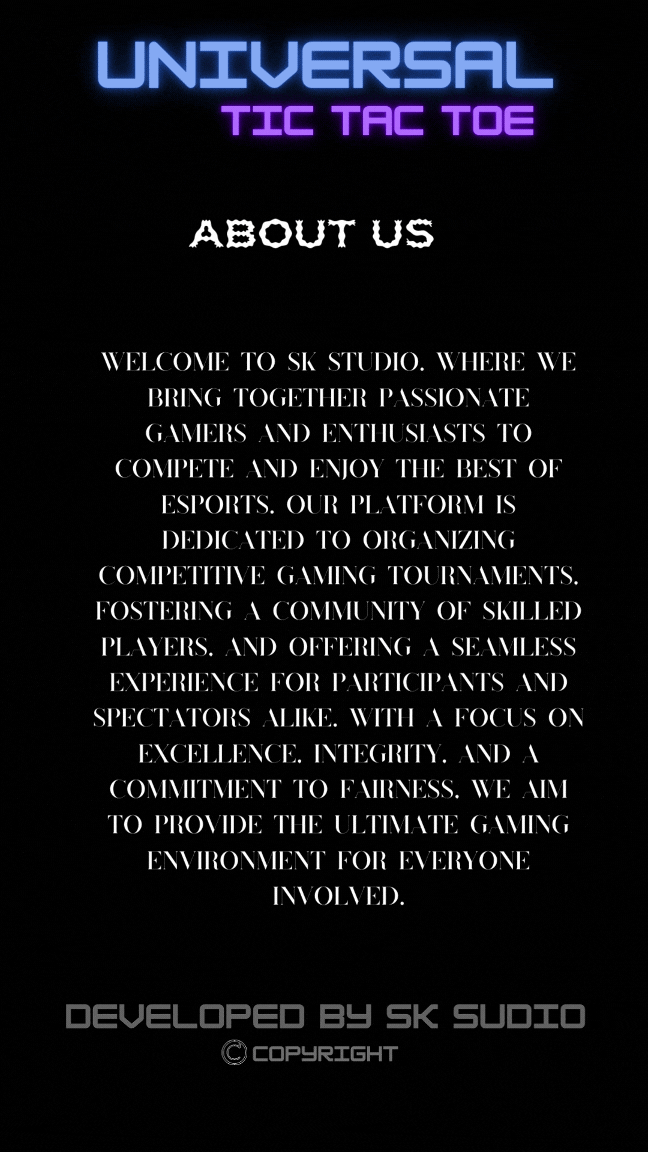 UNIVERSAL
TIC TAC TOE
ABOUT US
WELCOME TO SK STUDIO, WHERE WE
BRING TOGETHER PASSIONATE
GAMERS AND ENTHUSIASTS TO
COMPETE AND ENJOY THE BEST OF
ESPORTS. OUR PLATFORM IS
DEDICATED TO ORGANIZING
COMPETITIVE GAMING TOURNAMENTS,
FOSTERING A COMMUNITY OF SKILLED
PLAYERS, AND OFFERING A SEAMLESS
EXPERIENCE FOR PARTICIPANTS AND
SPECTATORS ALIKE. WITH A FOCUS ON
EXCELLENCE, INTEGRITY, AND A
COMMITMENT TO FAIRNESS, WE AIM
TO PROVIDE THE ULTIMATE GAMING
ENVIRONMENT FOR EVERYONE
INVOLVED.
DEVELOPED BY SK SUDIO
© COPYRIGHT